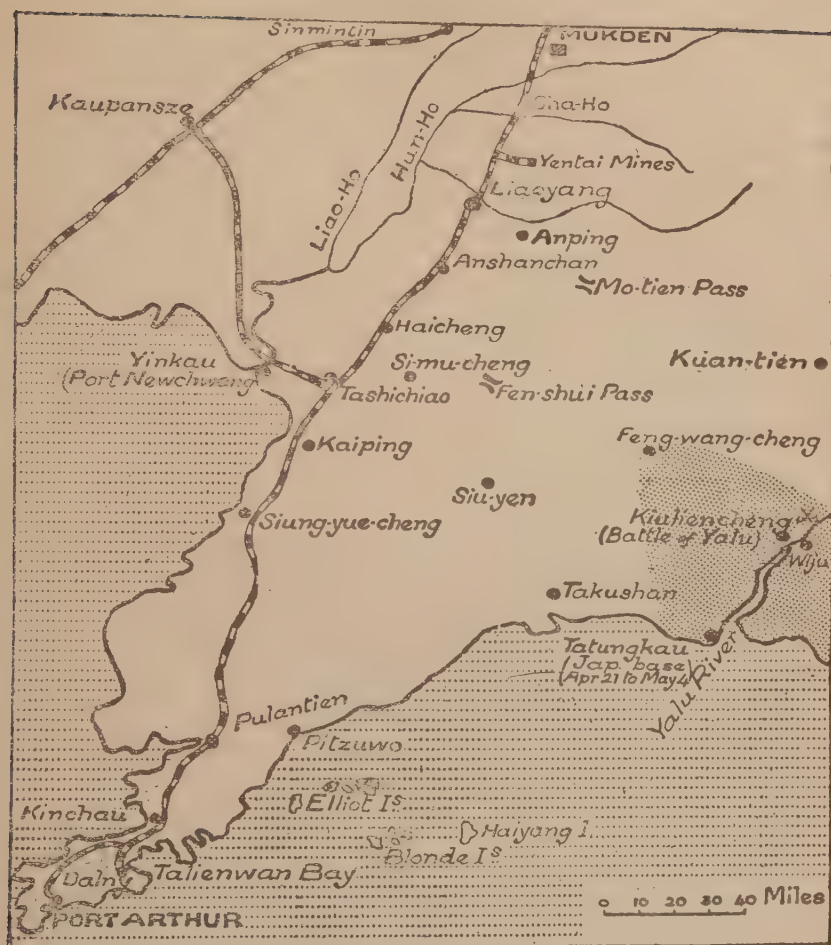 Sinmintin
MUKDEN
Kaupansze
Sha-Ho
Hun-Ho
Yentai Mines
Liao-Ho
Liaoyang
Anping
Anshanchan
Mo-tien Pass
Haicheng
Yinkau
(Port Newchwang)
Si-mu-cheng
Kuan-tien
Tashichiao
Fen-shui Pass
Kaiping
Feng-wang-cheng
Siu-yen
Siung-yue-cheng
Kiuliencheng
(Battle of Yalu)
Wiju
Takushan
Tatungkau
(Jap. base)
(Apr 21 to May 4)
Yalu River
Pulantien
Pitzuwo
Elliot Is
Kinchau
Haiyang I.
Blonde Is
Talienwan Bay
Daln
PORT ARTHUR
0 10 20 30 40 Miles